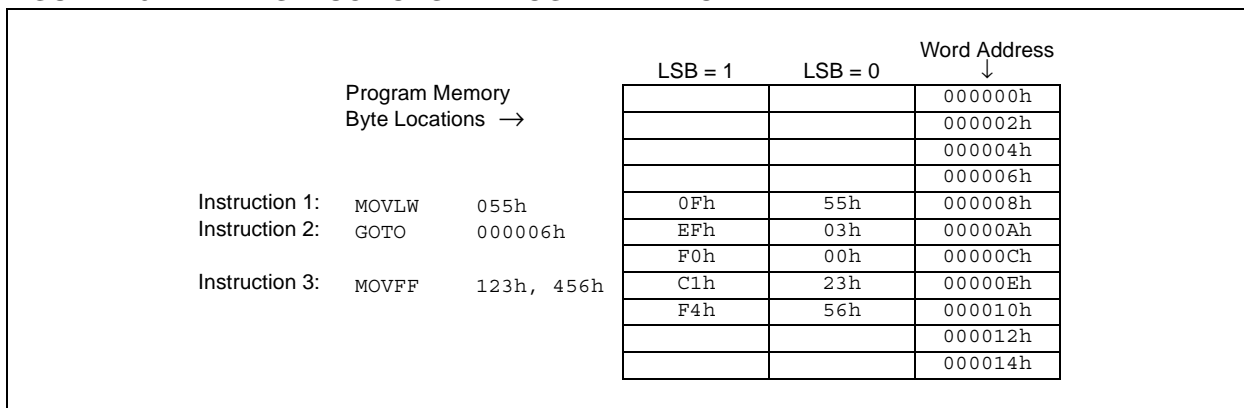 Word Address
LSB = 1 LSB = 0 ↓
Program Memory 000000h
Byte Locations → 000002h
000004h
000006h
Instruction 1: MOVLW 055h 0Fh 55h 000008h
Instruction 2: GOTO 000006h EFh 03h 00000Ah
F0h 00h 00000Ch
Instruction 3: MOVFF 123h, 456h C1h 23h 00000Eh
F4h 56h 000010h
000012h
000014h